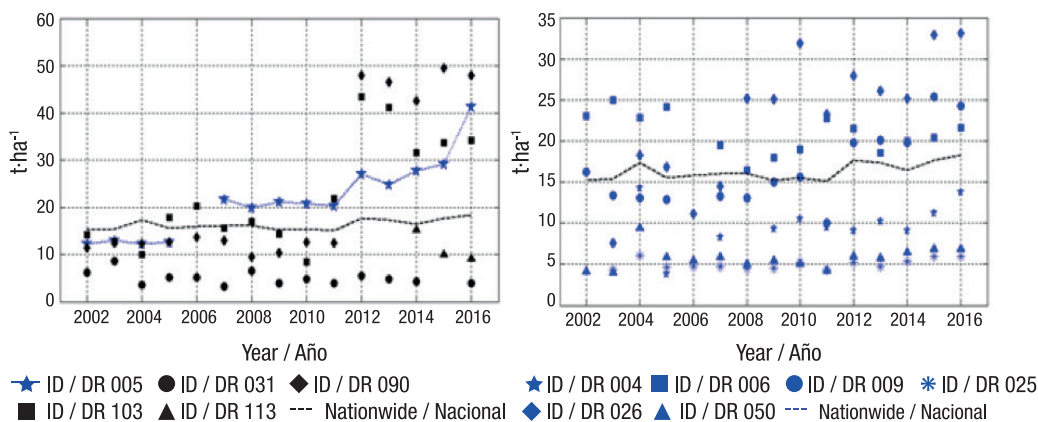 60
50
40
30
20
10
0
t·ha-1
2002 2004 2006 2008 2010 2012 2014 2016
Year / Año
35
30
25
20
15
10
5
0
t·ha-1
2002 2004 2006 2008 2010 2012 2014 2016
Year / Año
ID / DR 005 ID / DR 031 ID / DR 090
ID / DR 103 ID / DR 113 Nationwide / Nacional
ID / DR 004 ID / DR 006 ID / DR 009 ID / DR 025
ID / DR 026 ID / DR 050 Nationwide / Nacional